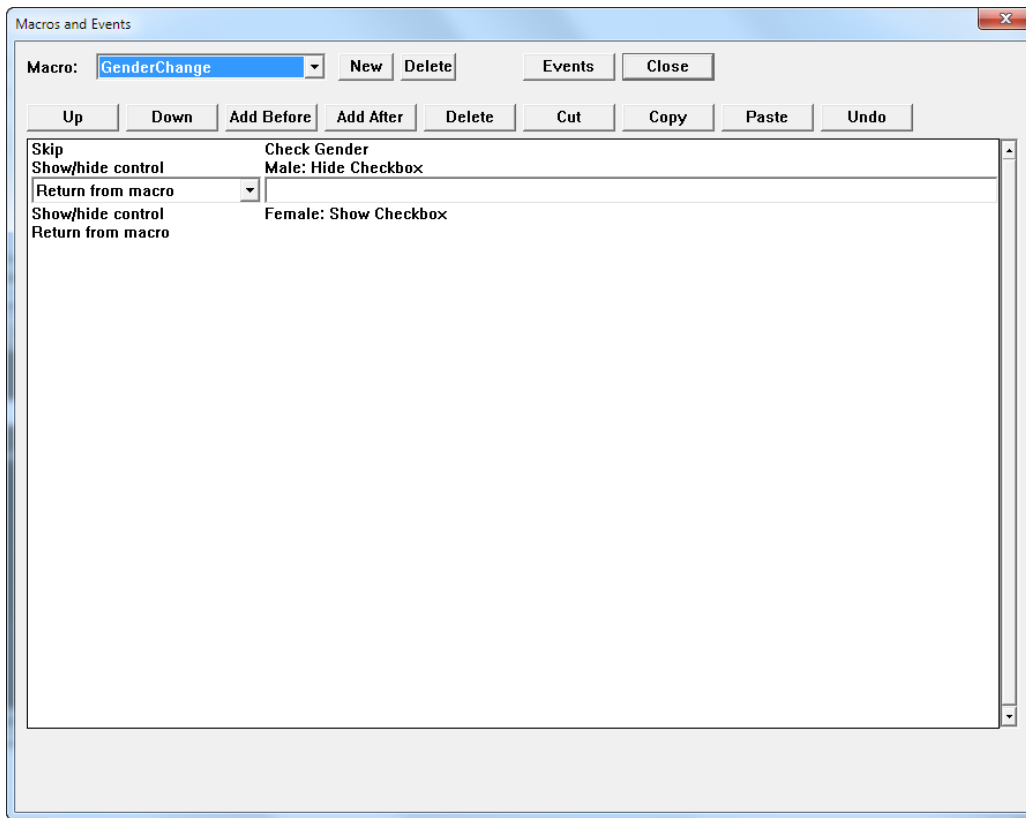 Macros and Events
Macro: GenderChange New Delete Events Close
Up Down Add Before Add After Delete Cut Copy Paste Undo
Skip Check Gender
Show/hide control Male: Hide Checkbox
Return from macro
Show/hide control Female: Show Checkbox
Return from macro